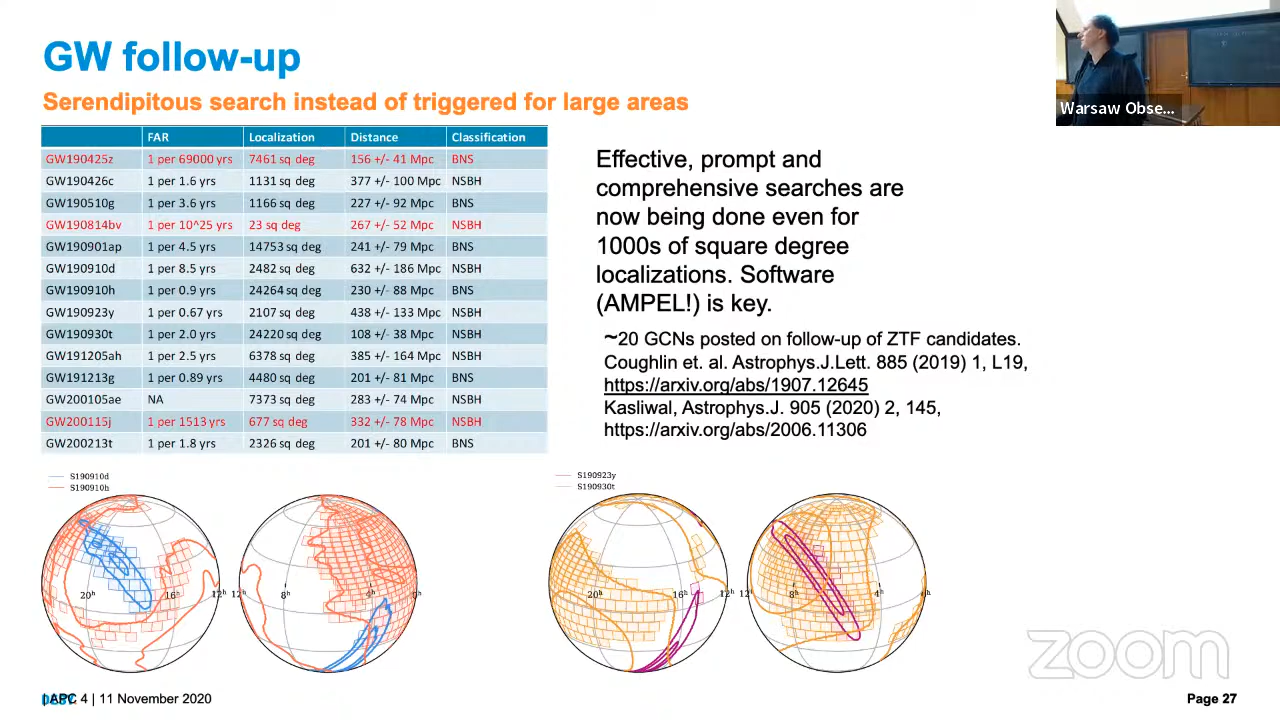 GW follow-up
Serendipitous search instead of triggered for large areas
FAR Localization Distance Classification
GW190425z 1 per 69000 yrs 7461 sq deg 156 +/- 41 Mpc BNS
GW190426c 1 per 1.6 yrs 1131 sq deg 377 +/- 100 Mpc NSBH
GW190510g 1 per 3.6 yrs 1166 sq deg 227 +/- 92 Mpc BNS
GW190814bv 1 per 10^25 yrs 23 sq deg 267 +/- 52 Mpc NSBH
GW190901ap 1 per 4.5 yrs 14753 sq deg 241 +/- 79 Mpc BNS
GW190910d 1 per 8.5 yrs 2482 sq deg 632 +/- 186 Mpc NSBH
GW190910h 1 per 0.9 yrs 24264 sq deg 230 +/- 88 Mpc BNS
GW190923y 1 per 0.67 yrs 2107 sq deg 438 +/- 133 Mpc NSBH
GW190930t 1 per 2.0 yrs 24220 sq deg 108 +/- 38 Mpc NSBH
GW191205ah 1 per 2.5 yrs 6378 sq deg 385 +/- 164 Mpc NSBH
GW191213g 1 per 0.89 yrs 4480 sq deg 201 +/- 81 Mpc BNS
GW200105ae NA 7373 sq deg 283 +/- 74 Mpc NSBH
GW200115j 1 per 1513 yrs 677 sq deg 332 +/- 78 Mpc NSBH
GW200213t 1 per 1.8 yrs 2326 sq deg 201 +/- 80 Mpc BNS
Warsaw Obse...
Effective, prompt and
comprehensive searches are
now being done even for
1000s of square degree
localizations. Software
(AMPEL!) is key.
~20 GCNs posted on follow-up of ZTF candidates.
Coughlin et. al. Astrophys.J.Lett. 885 (2019) 1, L19,
https://arxiv.org/abs/1907.12645
Kasliwal, Astrophys.J. 905 (2020) 2, 145,
https://arxiv.org/abs/2006.11306
S190910d
S190910h
20h 16h 12h 8h 4h 0h
S190923y
S190930t
20h 16h 12h 8h 4h
zoom
| APC 4 | 11 November 2020
Page 27